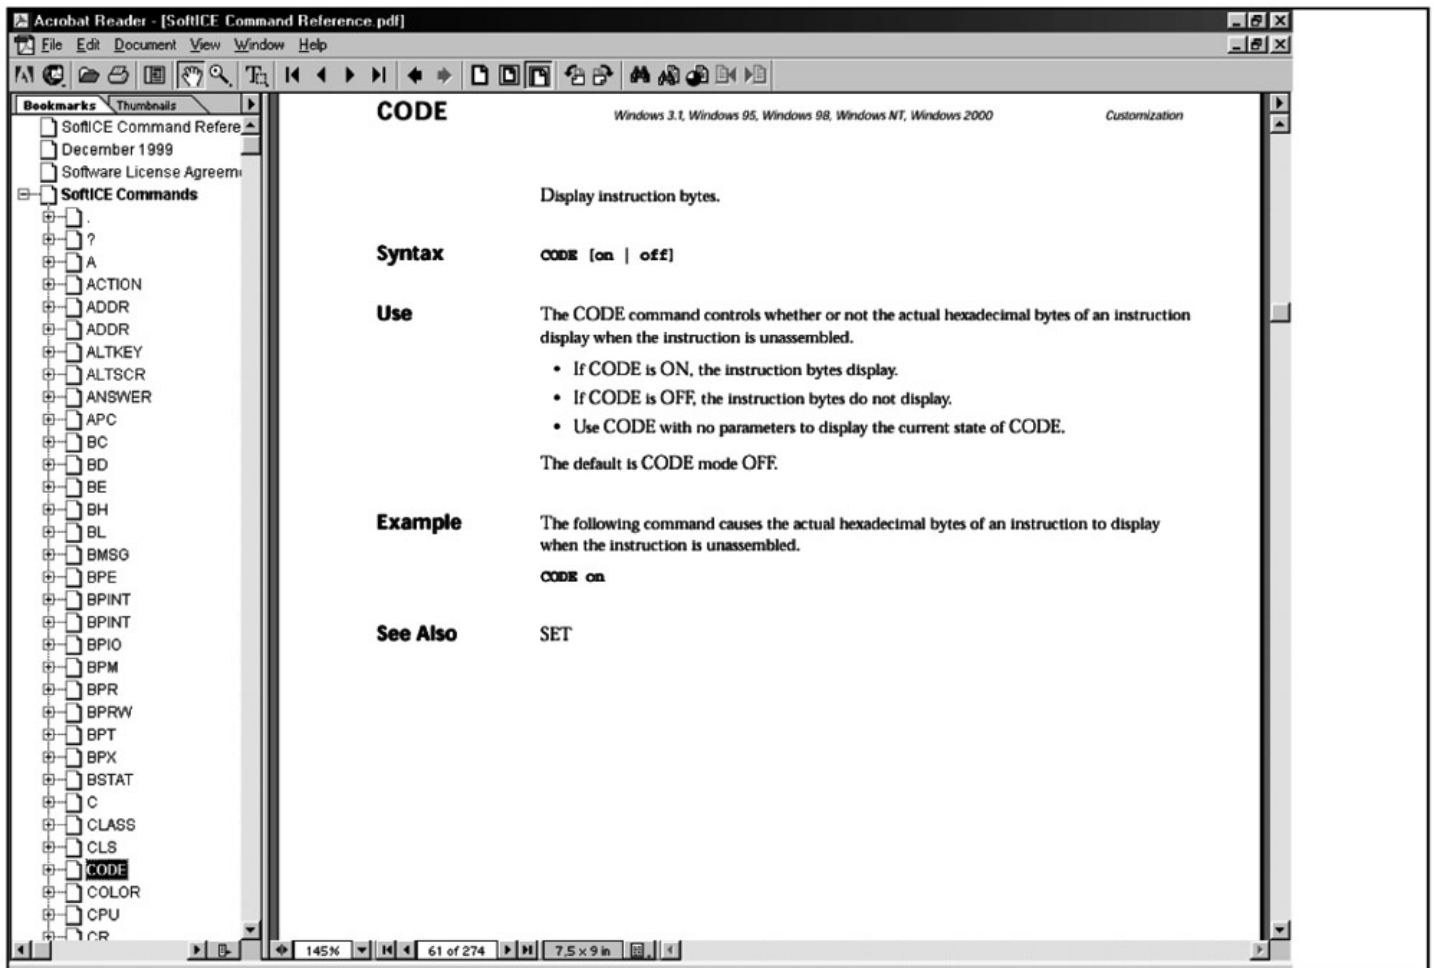 Acrobat Reader - [SoftICE Command Reference.pdf]
File Edit Document View Window Help
Bookmarks Thumbnails
SoftICE Command Refere
December 1999
Software License Agreem
SoftICE Commands
.
?
A
ACTION
ADDR
ADDR
ALTKEY
ALTSCR
ANSWER
APC
BC
BD
BE
BH
BL
BMSG
BPE
BPINT
BPINT
BPIO
BPM
BPR
BPRW
BPT
BPX
BSTAT
C
CLASS
CLS
CODE
COLOR
CPU
CR
CODE Windows 3.1, Windows 95, Windows 98, Windows NT, Windows 2000 Customization
Display instruction bytes.
Syntax CODE [on | off]
Use The CODE command controls whether or not the actual hexadecimal bytes of an instruction
display when the instruction is unassembled.
• If CODE is ON, the instruction bytes display.
• If CODE is OFF, the instruction bytes do not display.
• Use CODE with no parameters to display the current state of CODE.
The default is CODE mode OFF.
Example The following command causes the actual hexadecimal bytes of an instruction to display
when the instruction is unassembled.
CODE on
See Also SET
145% 61 of 274 7,5 x 9 in